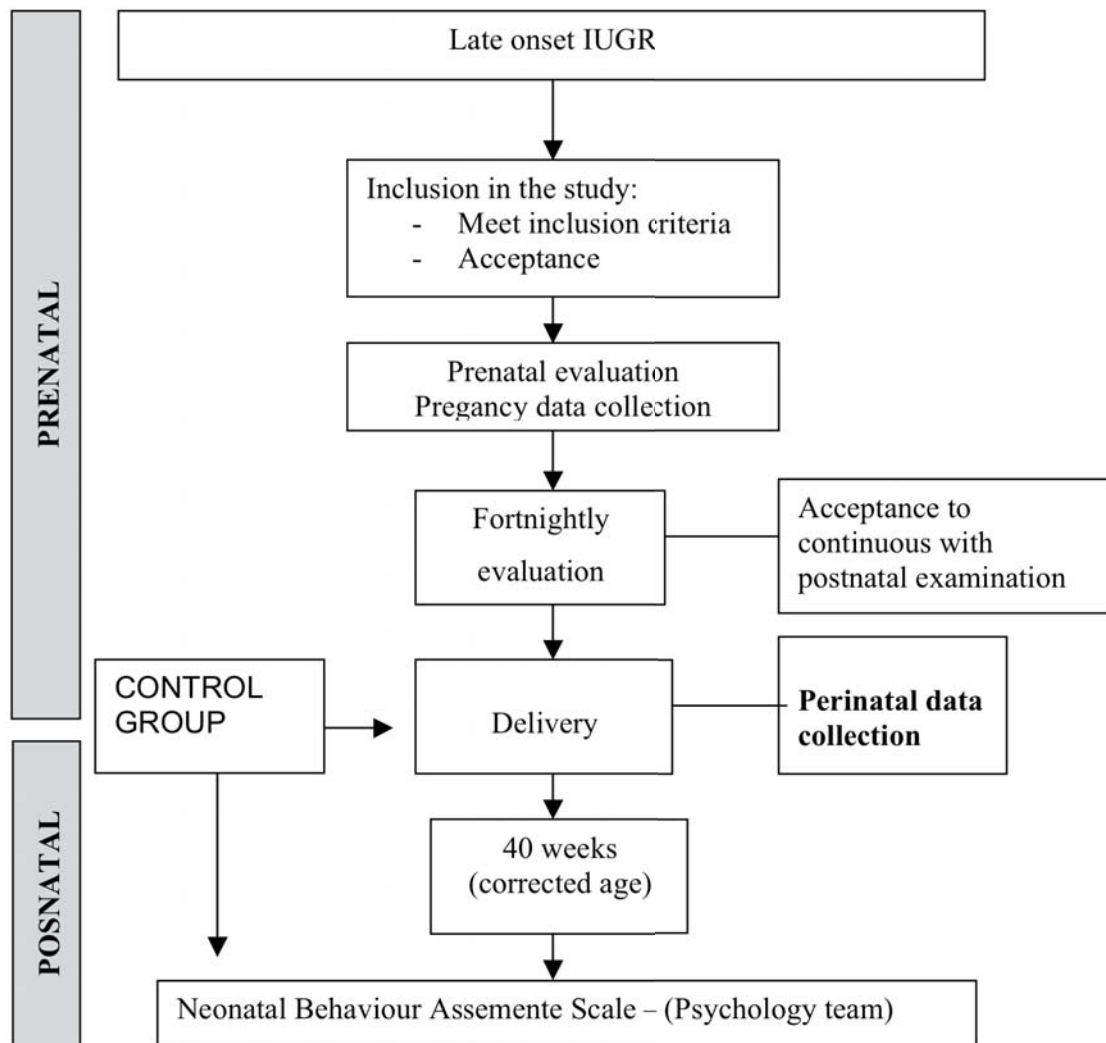 PRENATAL
Late onset IUGR
Inclusion in the study:
- Meet inclusion criteria
- Acceptance
Prenatal evaluation
Pregancy data collection
Fortnightly
evaluation
Acceptance to
continuous with
postnatal examination
CONTROL
GROUP
Delivery
Perinatal data
collection
POSNATAL
40 weeks
(corrected age)
Neonatal Behaviour Assemente Scale – (Psychology team)